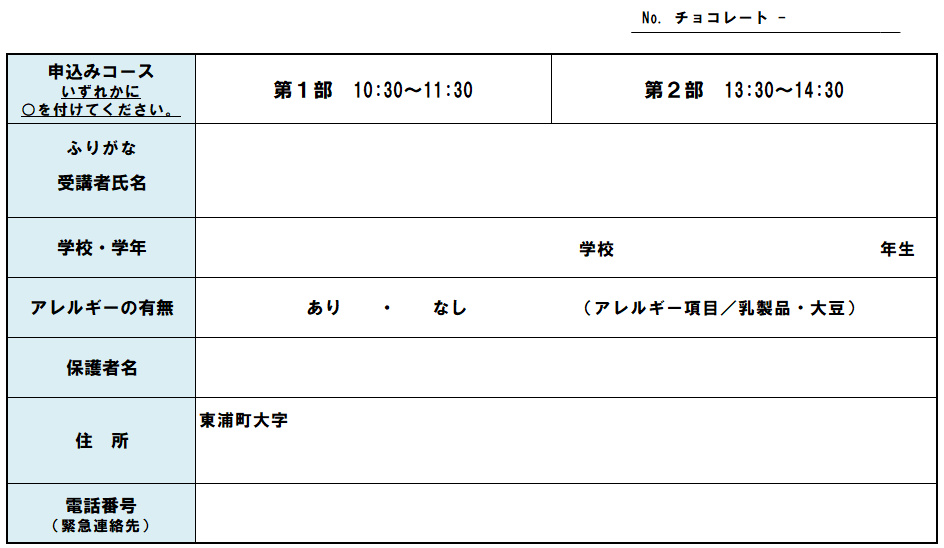 No. チョコレート -
申込みコース
いずれかに
○を付けてください。
第１部　10:30～11:30
第２部　13:30～14:30
ふりがな
受講者氏名
学校・学年
学校　年生
アレルギーの有無
あり　・　なし　（アレルギー項目／乳製品・大豆）
保護者名
住　所
東浦町大字
電話番号
（緊急連絡先）